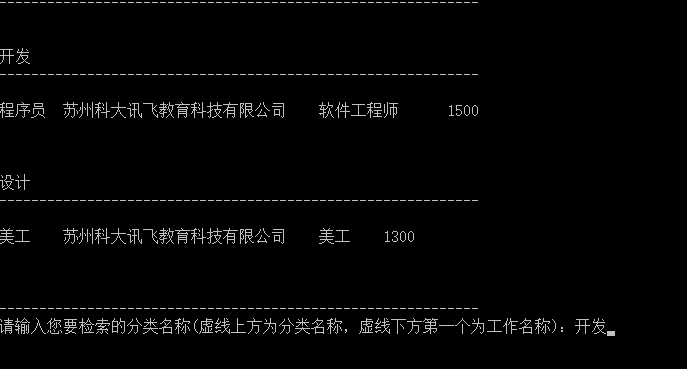 ------------------------------------------------------------
开发
------------------------------------------------------------
程序员 苏州科大讯飞教育科技有限公司 软件工程师 1500
设计
------------------------------------------------------------
美工 苏州科大讯飞教育科技有限公司 美工 1300
------------------------------------------------------------
请输入您要检索的分类名称(虚线上方为分类名称，虚线下方第一个为工作名称)：开发